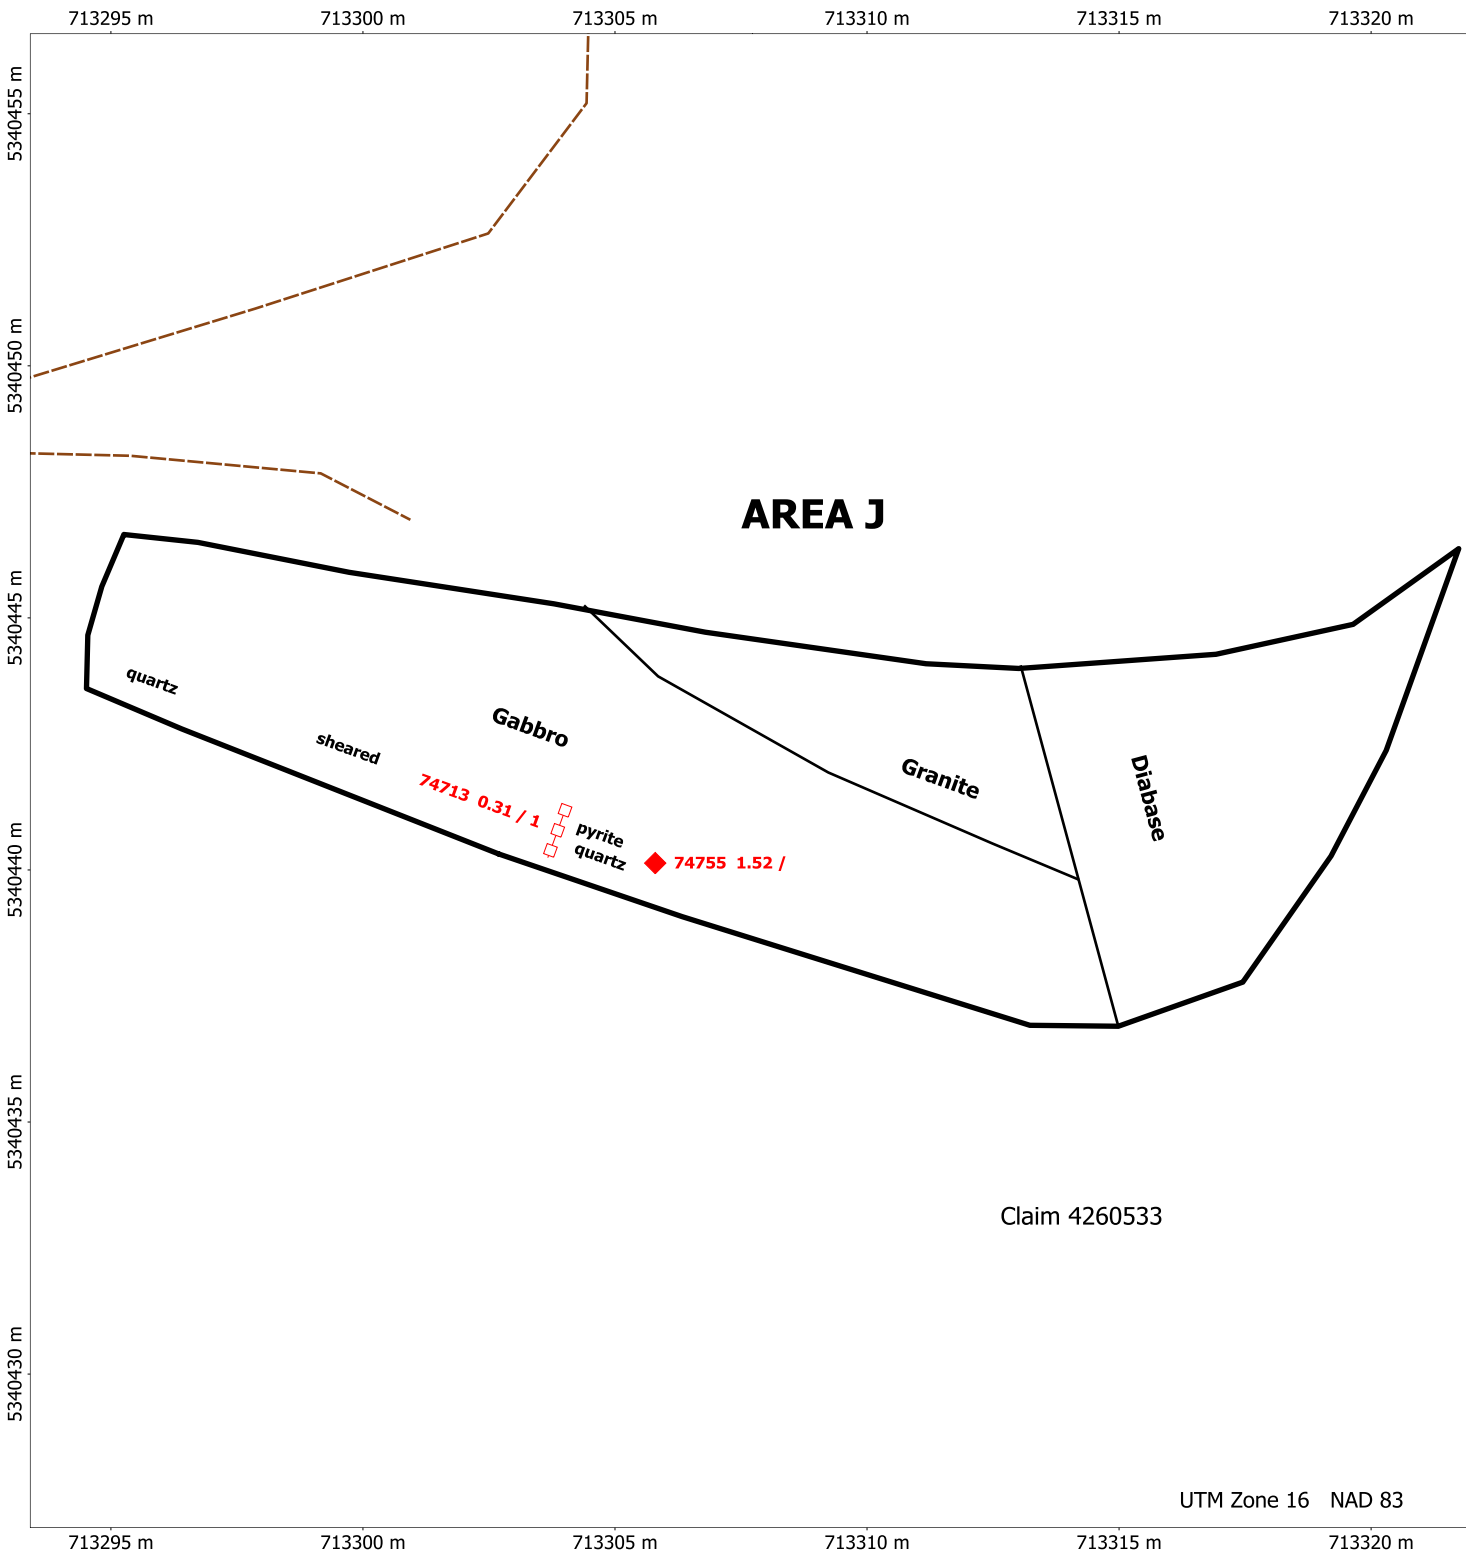 713295 m 713300 m 713305 m 713310 m 713315 m 713320 m
5340455 m
5340450 m
5340445 m
5340440 m
5340435 m
5340430 m
AREA J
quartz
sheared
Gabbro
Granite
Diabase
74713 0.31 / 1
pyrite
quartz
74755 1.52 /
Claim 4260533
UTM Zone 16 NAD 83
713295 m 713300 m 713305 m 713310 m 713315 m 713320 m